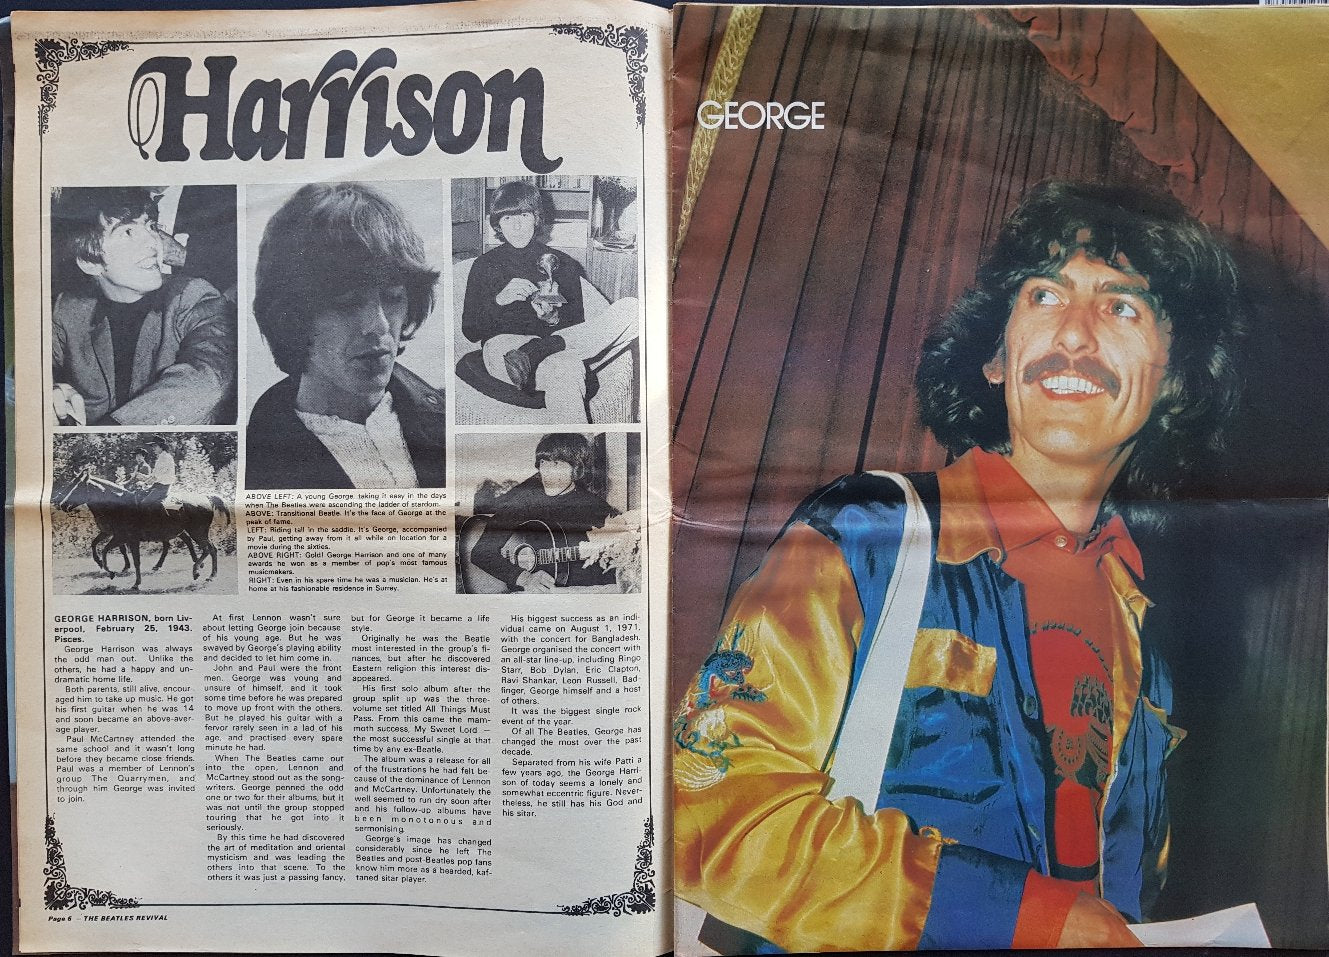 Harrison
ABOVE LEFT: A young George, taking it easy in the days
when The Beatles were ascending the ladder of stardom.
ABOVE: Transitional Beatle. It's the face of George at the
peak of fame.
LEFT: Riding tall in the saddle. It's George, accompanied
by Paul, getting away from it all while on location for a
movie during the sixties.
ABOVE RIGHT: Gold! George Harrison and one of many
awards he won as a member of pop's most famous
musicmakers.
RIGHT: Even in his spare time he was a musician. He's at
home at his fashionable residence in Surrey.
GEORGE HARRISON, born Liv-
erpool, February 25, 1943.
Pisces.
George Harrison was always
the odd man out. Unlike the
others, he had a happy and un-
dramatic home life.
Both parents, still alive, encour-
aged him to take up music. He got
his first guitar when he was 14
and soon became an above-aver-
age player.
Paul McCartney attended the
same school and it wasn't long
before they became close friends.
Paul was a member of Lennon's
group The Quarrymen, and
through him George was invited
to join.
At first Lennon wasn't sure
about letting George join because
of his young age. But he was
swayed by George's playing ability
and decided to let him come in.
John and Paul were the front
men. George was young and
unsure of himself, and it took
some time before he was prepared
to move up front with the others.
But he played his guitar with a
fervor rarely seen in a lad of his
age, and practised every spare
minute he had.
When The Beatles came out
into the open, Lennon and
McCartney stood out as the song-
writers. George penned the odd
one or two for their albums, but it
was not until the group stopped
touring that he got into it
seriously.
By this time he had discovered
the art of meditation and oriental
mysticism and was leading the
others into that scene. To the
others it was just a passing fancy,
but for George it became a life
style.
Originally he was the Beatle
most interested in the group's fi-
nances, but after he discovered
Eastern religion this interest dis-
appeared.
His first solo album after the
group split up was the three-
volume set titled All Things Must
Pass. From this came the mam-
moth success, My Sweet Lord —
the most successful single at that
time by any ex-Beatle.
The album was a release for all
of the frustrations he had felt be-
cause of the dominance of Lennon
and McCartney. Unfortunately the
well seemed to run dry soon after
and his follow-up albums have
been monotonous and
sermonising.
George's image has changed
considerably since he left The
Beatles and post-Beatles pop fans
know him more as a bearded, kaf-
taned sitar player.
His biggest success as an indi-
vidual came on August 1, 1971,
with the concert for Bangladesh.
George organised the concert with
an all-star line-up, including Ringo
Starr, Bob Dylan, Eric Clapton,
Ravi Shankar, Leon Russell, Bad-
finger, George himself and a host
of others.
It was the biggest single rock
event of the year.
Of all The Beatles, George has
changed the most over the past
decade.
Separated from his wife Patti a
few years ago, the George Harri-
son of today seems a lonely and
somewhat eccentric figure. Never-
theless, he still has his God and
his sitar.
Page 6 – THE BEATLES REVIVAL
GEORGE